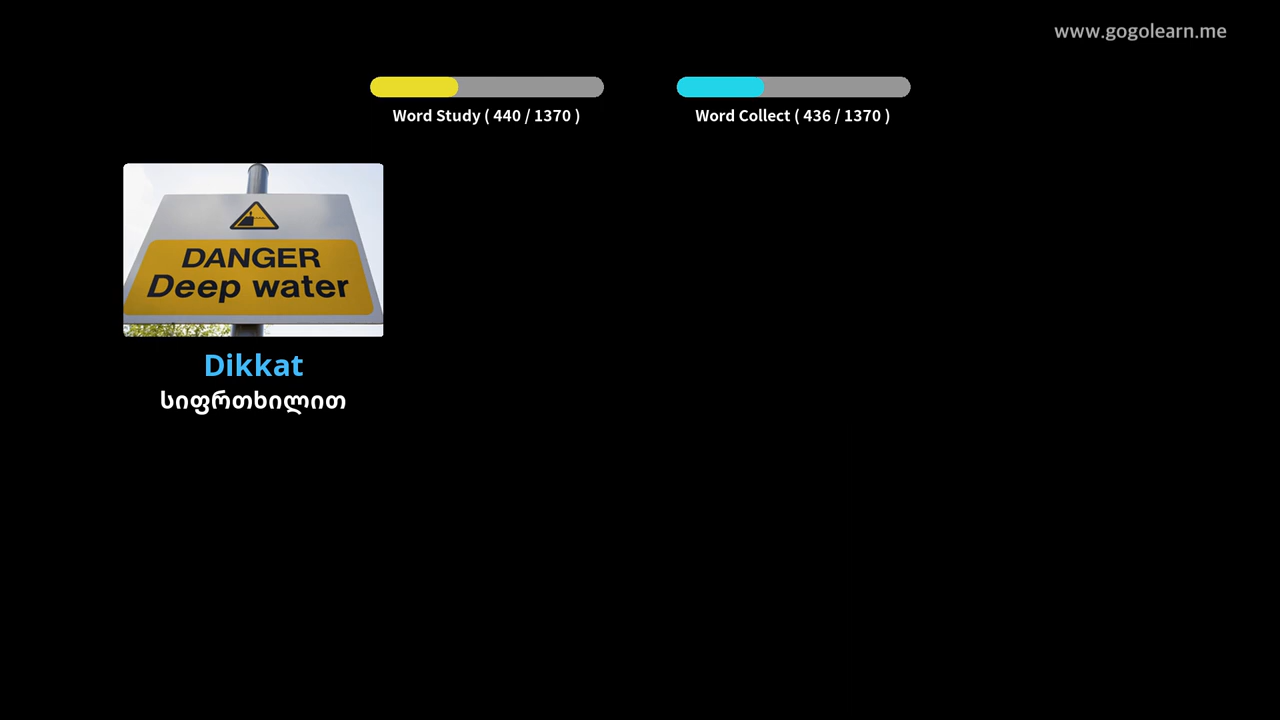 www.gogolearn.me
Word Study ( 440 / 1370 )
Word Collect ( 436 / 1370 )
DANGER
Deep water
Dikkat
სიფრთხილით